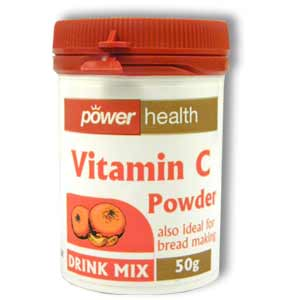 power health
Vitamin C
Powder
also ideal for
bread making
DRINK MIX 50g